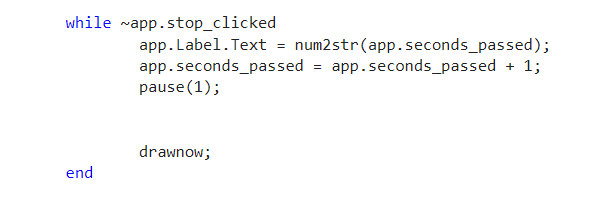 while ~app.stop_clicked
app.Label.Text = num2str(app.seconds_passed);
app.seconds_passed = app.seconds_passed + 1;
pause(1);
drawnow;
end